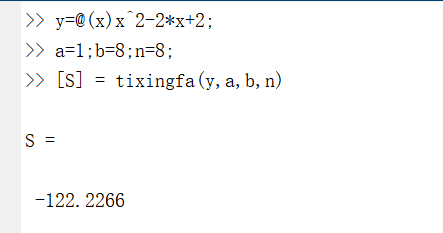 >> y=@(x)x^2-2*x+2;
>> a=1;b=8;n=8;
>> [S] = tixingfa(y,a,b,n)
S =
-122.2266